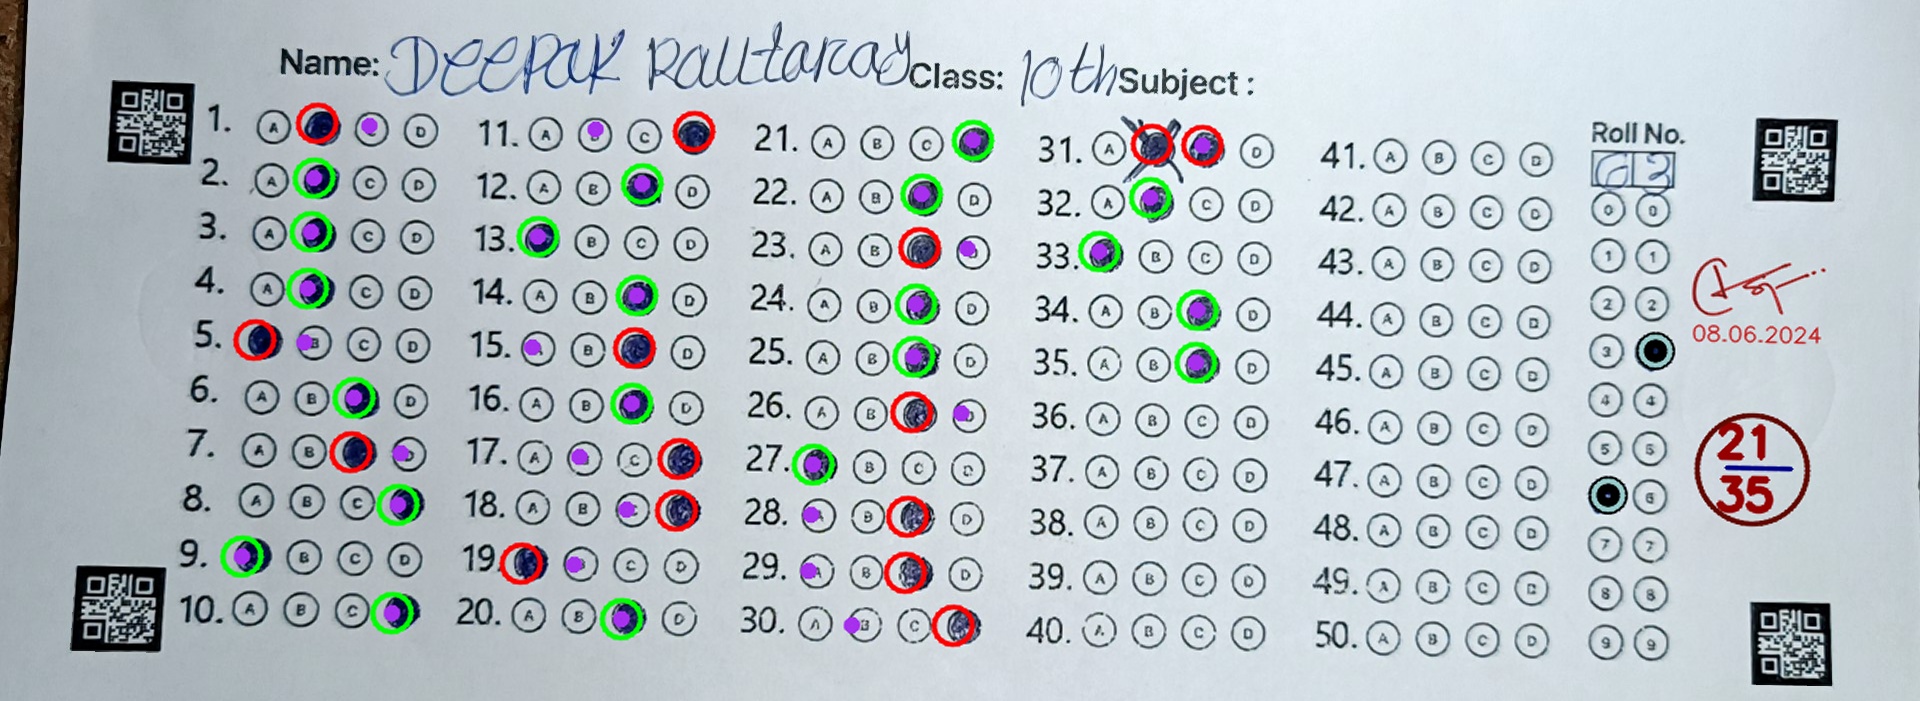 Name: DEEPAK Rautaray Class: 10th Subject :
1. A D
2. A C D
3. A C D
4. A C D
5. B C D
6. A B D
7. A B
8. A B C
9. B C D
10. A B C
11. A C
12. A B D
13. B C D
14. A B D
15. B D
16. A B D
17. A C
18. A B
19. C D
20. A B D
21. A B C
22. A B D
23. A B
24. A B D
25. A B D
26. A B
27. B C D
28. A B D
29. A B D
30. A B C
31. A D
32. A C D
33. B C D
34. A B D
35. A B D
36. A B C D
37. A B C D
38. A B C D
39. A B C D
40. A B C D
41. A B C D
42. A B C D
43. A B C D
44. A B C D
45. A B C D
46. A B C D
47. A B C D
48. A B C D
49. A B C D
50. A B C D
Roll No.
63
0 0
1 1
2 2
3
4 4
5 5
6
7 7
8 8
9 9
08.06.2024
21
35